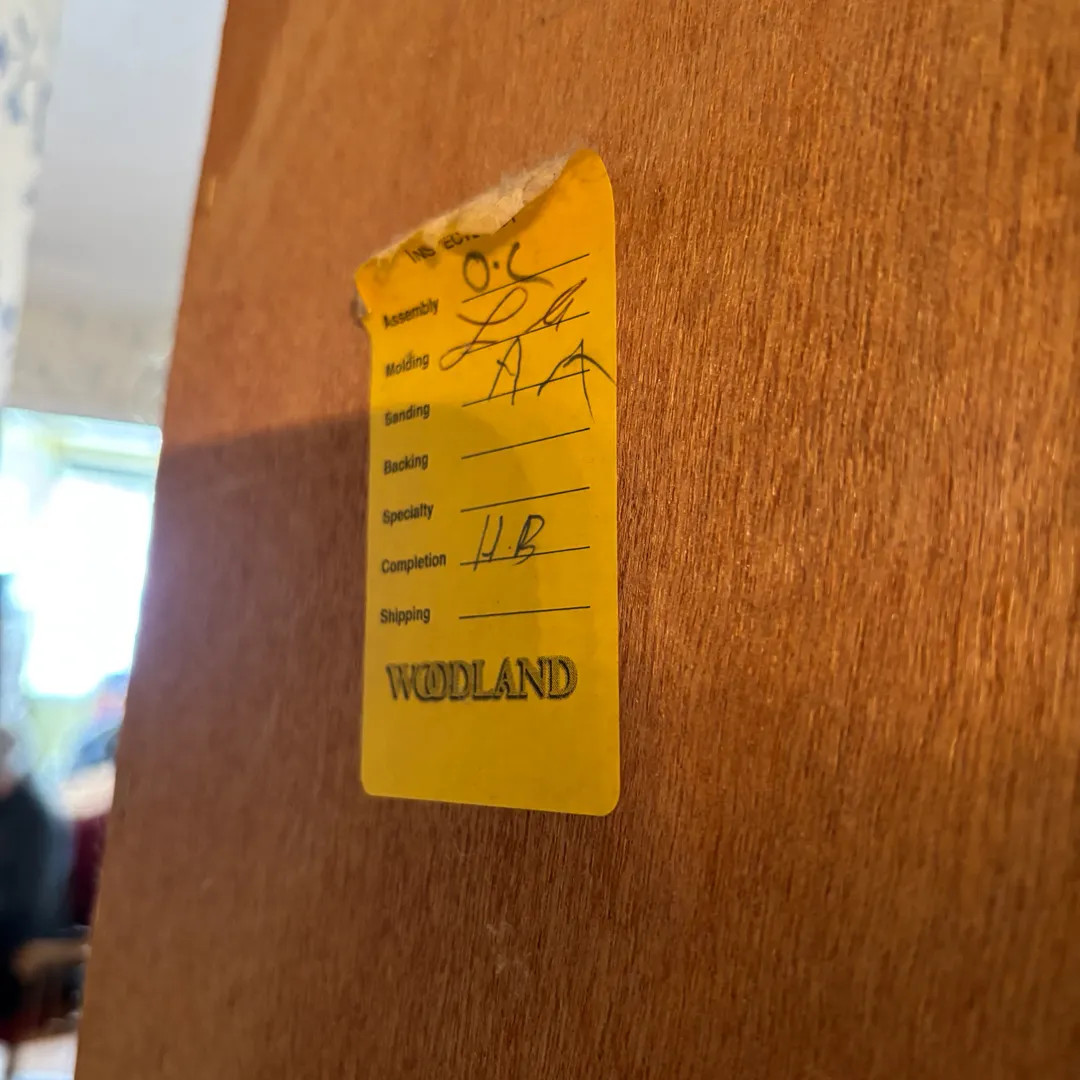 O.C
Assembly
L G
Molding
A A
Sanding
Backing
Specialty
H.B
Completion
Shipping
WOODLAND